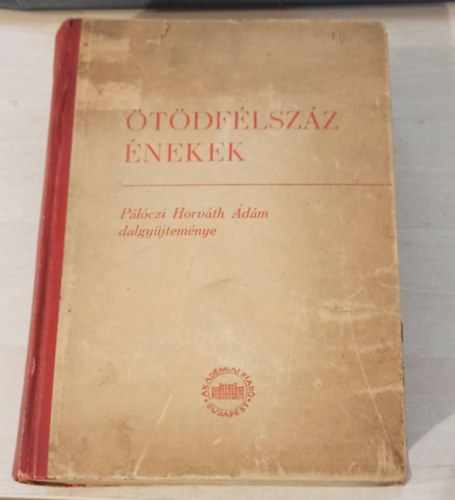 ÖTÖDFÉLSZÁZ
ÉNEKEK
Pálóczi Horváth Ádám
dalgyűjteménye
AKADÉMIAI KIADÓ
BUDAPEST